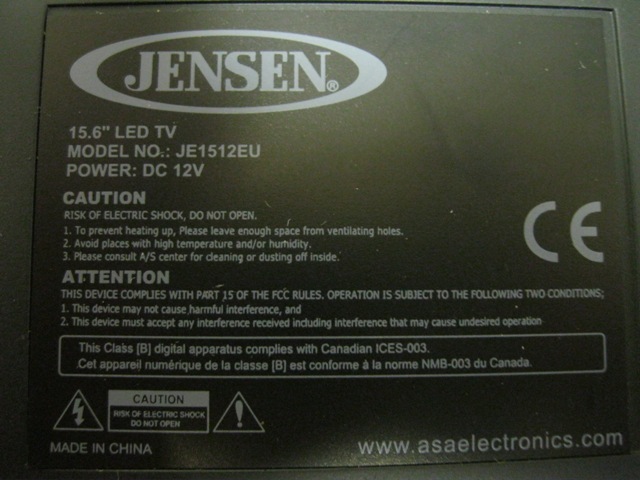 JENSEN®
15.6" LED TV
MODEL NO.: JE1512EU
POWER: DC 12V
CAUTION
RISK OF ELECTRIC SHOCK, DO NOT OPEN.
1. To prevent heating up, Please leave enough space from ventilating holes.
2. Avoid places with high temperature and/or humidity.
3. Please consult A/S center for cleaning or dusting off inside.
CE
ATTENTION
THIS DEVICE COMPLIES WITH PART 15 OF THE FCC RULES. OPERATION IS SUBJECT TO THE FOLLOWING TWO CONDITIONS;
1. This device may not cause harmful interference, and
2. This device must accept any interference received including interference that may cause undesired operation
This Class [B] digital apparatus complies with Canadian ICES-003.
Cet appareil numérique de la classe [B] est conforme à la norme NMB-003 du Canada.
CAUTION
RISK OF ELECTRIC SHOCK
DO NOT OPEN
MADE IN CHINA
www.asaelectronics.com